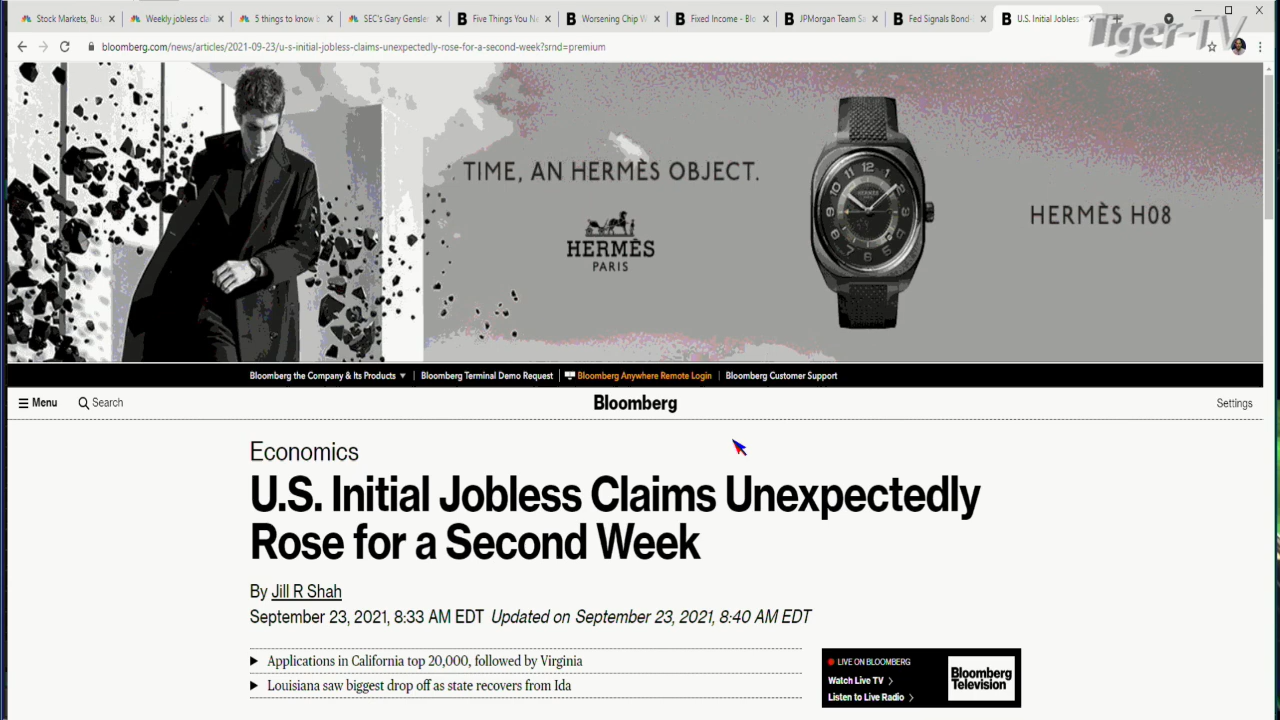 Stock Markets, Bus
Weekly jobless cla
5 things to know b
SEC's Gary Gensler
Five Things You Ne
Worsening Chip W
Fixed Income - Blo
JPMorgan Team Sa
Fed Signals Bond-
U.S. Initial Jobless
Tiger-TV
bloomberg.com/news/articles/2021-09-23/u-s-initial-jobless-claims-unexpectedly-rose-for-a-second-week?srnd=premium
TIME, AN HERMÈS OBJECT.
HERMÈS
PARIS
12
HERMÈS H08
Bloomberg the Company & Its Products
Bloomberg Terminal Demo Request
Bloomberg Anywhere Remote Login
Bloomberg Customer Support
Menu
Search
Bloomberg
Settings
Economics
U.S. Initial Jobless Claims Unexpectedly
Rose for a Second Week
By Jill R Shah
September 23, 2021, 8:33 AM EDT Updated on September 23, 2021, 8:40 AM EDT
Applications in California top 20,000, followed by Virginia
Louisiana saw biggest drop off as state recovers from Ida
LIVE ON BLOOMBERG
Watch Live TV
Listen to Live Radio
Bloomberg
Television